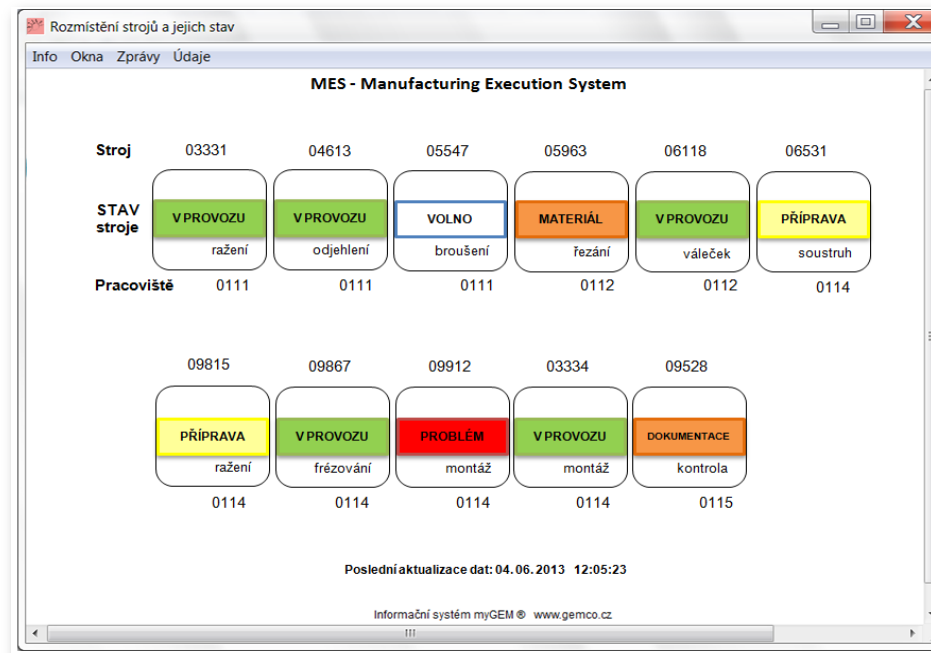 Rozmístění strojů a jejich stav
Info Okna Zprávy Údaje
MES - Manufacturing Execution System
Stroj 03331 04613 05547 05963 06118 06531
STAV stroje V PROVOZU V PROVOZU VOLNO MATERIÁL V PROVOZU PŘÍPRAVA
ražení odjehlení broušení řezání váleček soustruh
Pracoviště 0111 0111 0111 0112 0112 0114
09815 09867 09912 03334 09528
PŘÍPRAVA V PROVOZU PROBLÉM V PROVOZU DOKUMENTACE
ražení frézování montáž montáž kontrola
0114 0114 0114 0114 0115
Poslední aktualizace dat: 04. 06. 2013 12:05:23
Informační systém myGEM ® www.gemco.cz